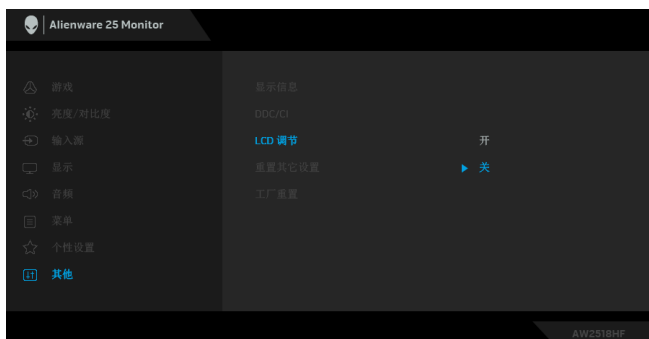 Alienware 25 Monitor
游戏
亮度/对比度
输入源
显示
音频
菜单
个性设置
其他
显示信息
DDC/CI
LCD 调节
开
重置其它设置
关
工厂重置
AW2518HF